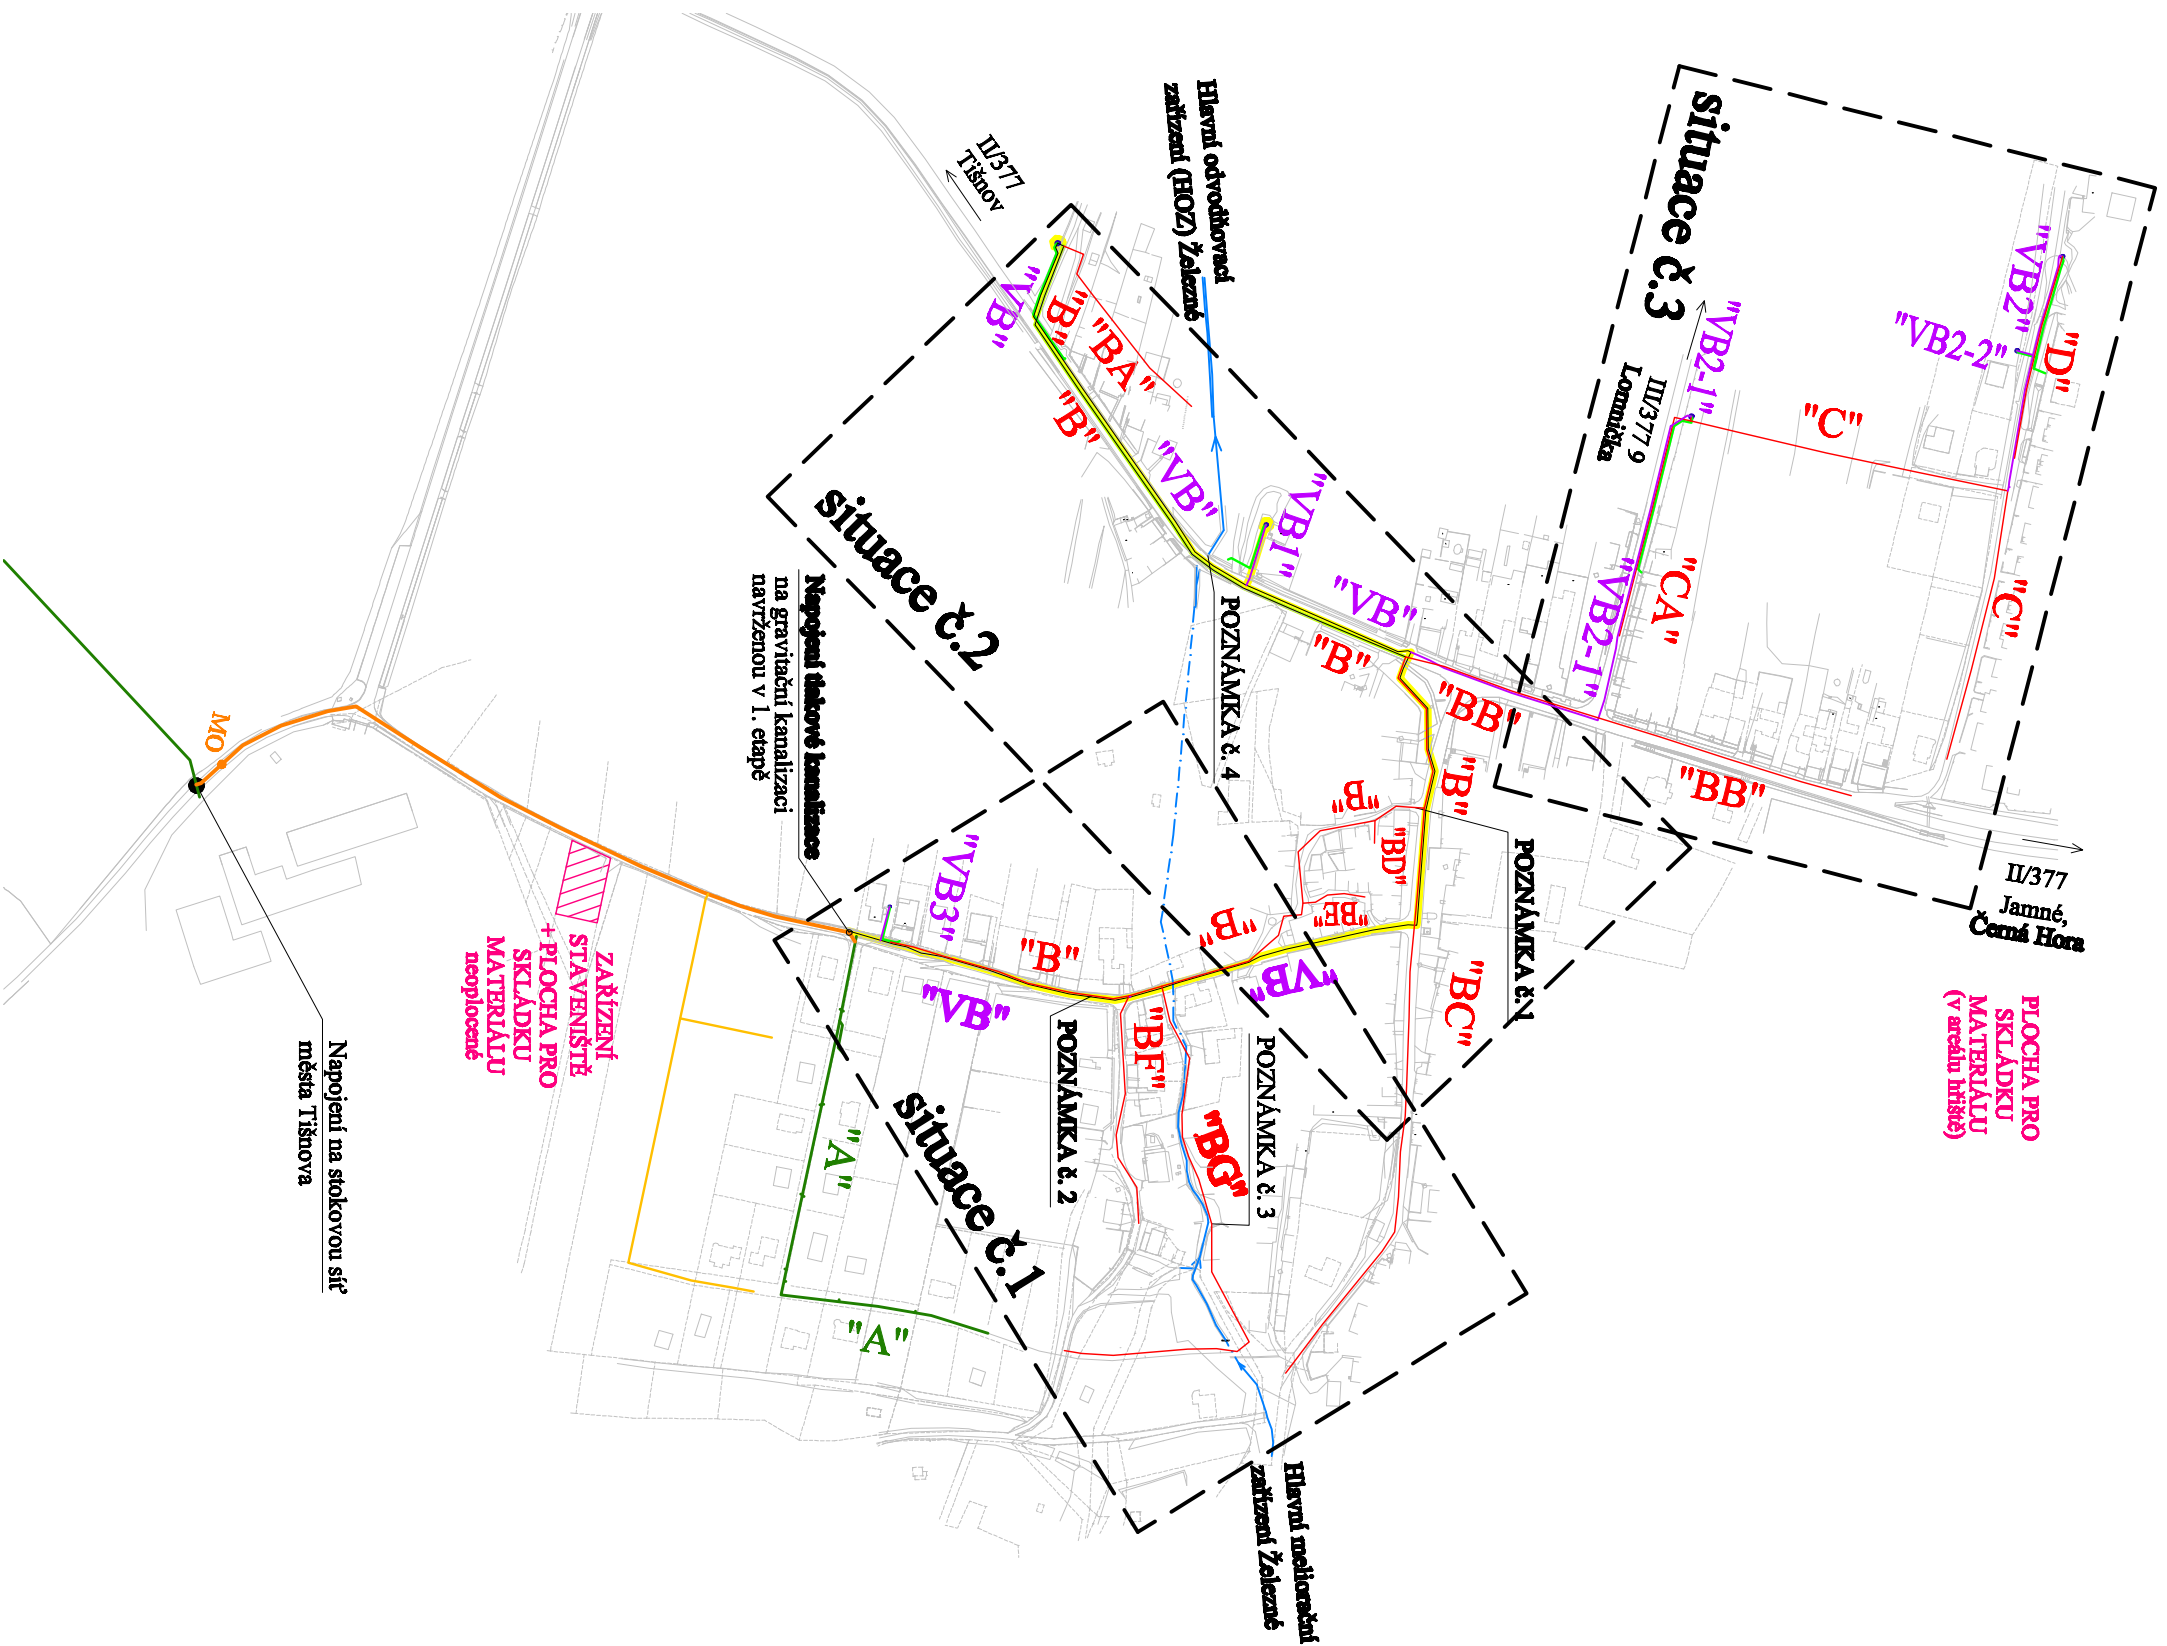 situace č.3
"VB2"
"VB2-2"
"D"
"C"
"VB2-1"
III/377 9
Lomnička
"CA"
"VB2-1"
"C"
"BB"
"BB"
II/377
Jamné,
Černá Hora
PLOCHA PRO
SKLÁDKU
MATERIÁLU
(v areálu hřiště)
Hlavní odvodňovací
zařízení (HOZ) Železné
II/377
Tišnov
"VB"
"B"
"BA"
"B"
"VB"
"VB1"
"VB"
"B"
situace č.2
POZNÁMKA č. 4
"B"
"B"
"BD"
"BE"
"B"
"VB"
POZNÁMKA č. 1
"BC"
Napojení tlakové kanalizace
na gravitační kanalizaci
navrženou v 1. etapě
"VB3"
"B"
"VB"
"BF"
"BG"
POZNÁMKA č. 2
POZNÁMKA č. 3
situace č.1
"A"
"A"
MO
ZAŘÍZENÍ
STAVENIŠTĚ
+ PLOCHA PRO
SKLÁDKU
MATERIÁLU
neoplocené
Napojení na stokovou síť
města Tišnova
Hlavní meliorační
zařízení Železné